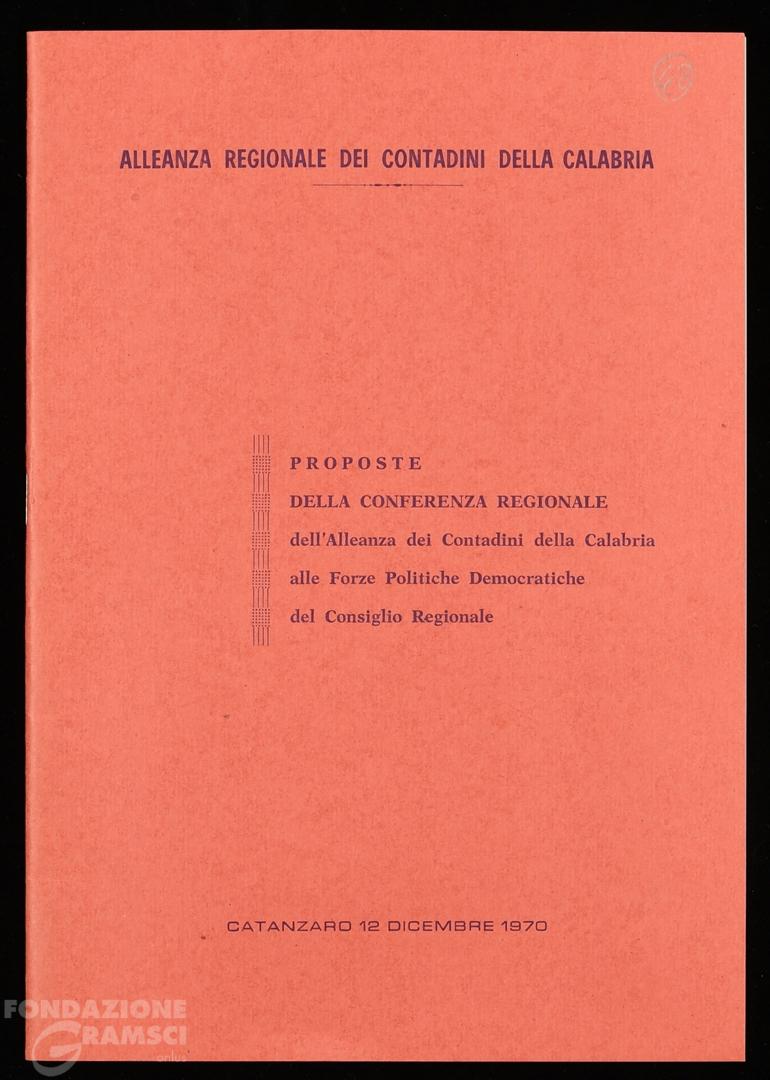 ALLEANZA REGIONALE DEI CONTADINI DELLA CALABRIA
PROPOSTE
DELLA CONFERENZA REGIONALE
dell'Alleanza dei Contadini della Calabria
alle Forze Politiche Democratiche
del Consiglio Regionale
CATANZARO 12 DICEMBRE 1970
FONDAZIONE
GRAMSCI
onlus